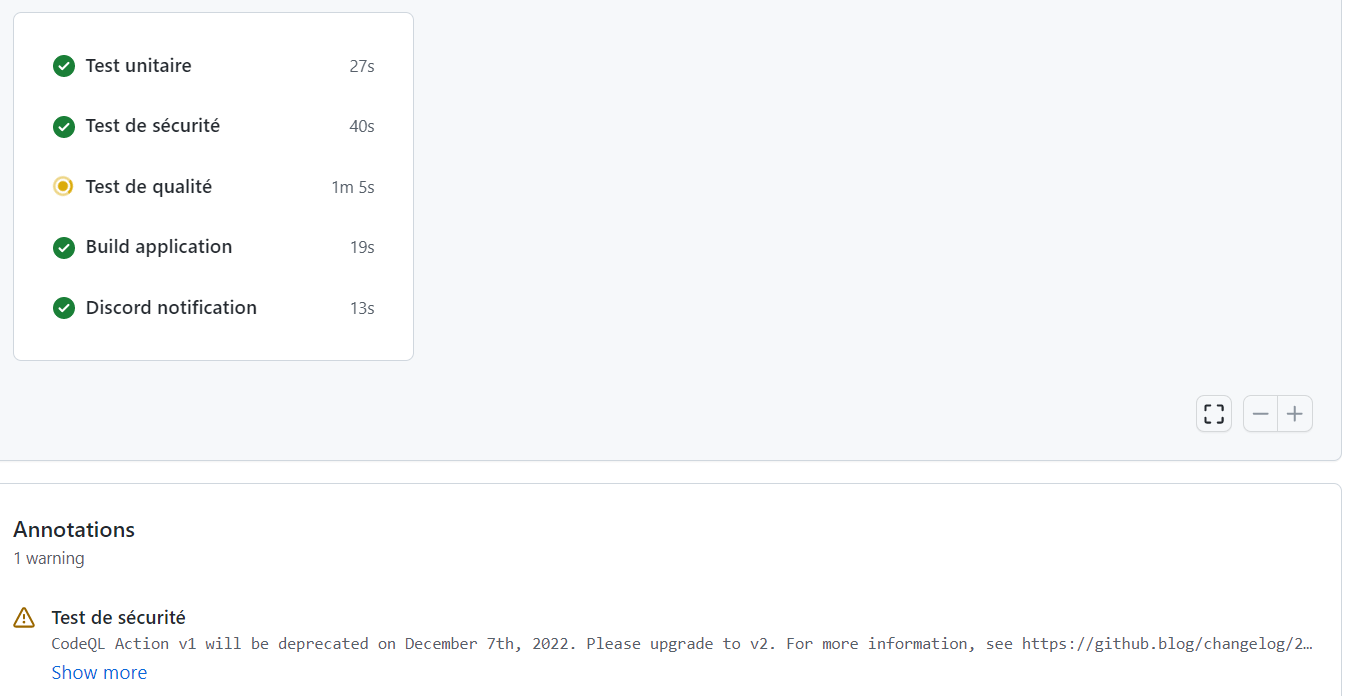 Test unitaire 27s
Test de sécurité 40s
Test de qualité 1m 5s
Build application 19s
Discord notification 13s
Annotations
1 warning
Test de sécurité
CodeQL Action v1 will be deprecated on December 7th, 2022. Please upgrade to v2. For more information, see https://github.blog/changelog/2…
Show more